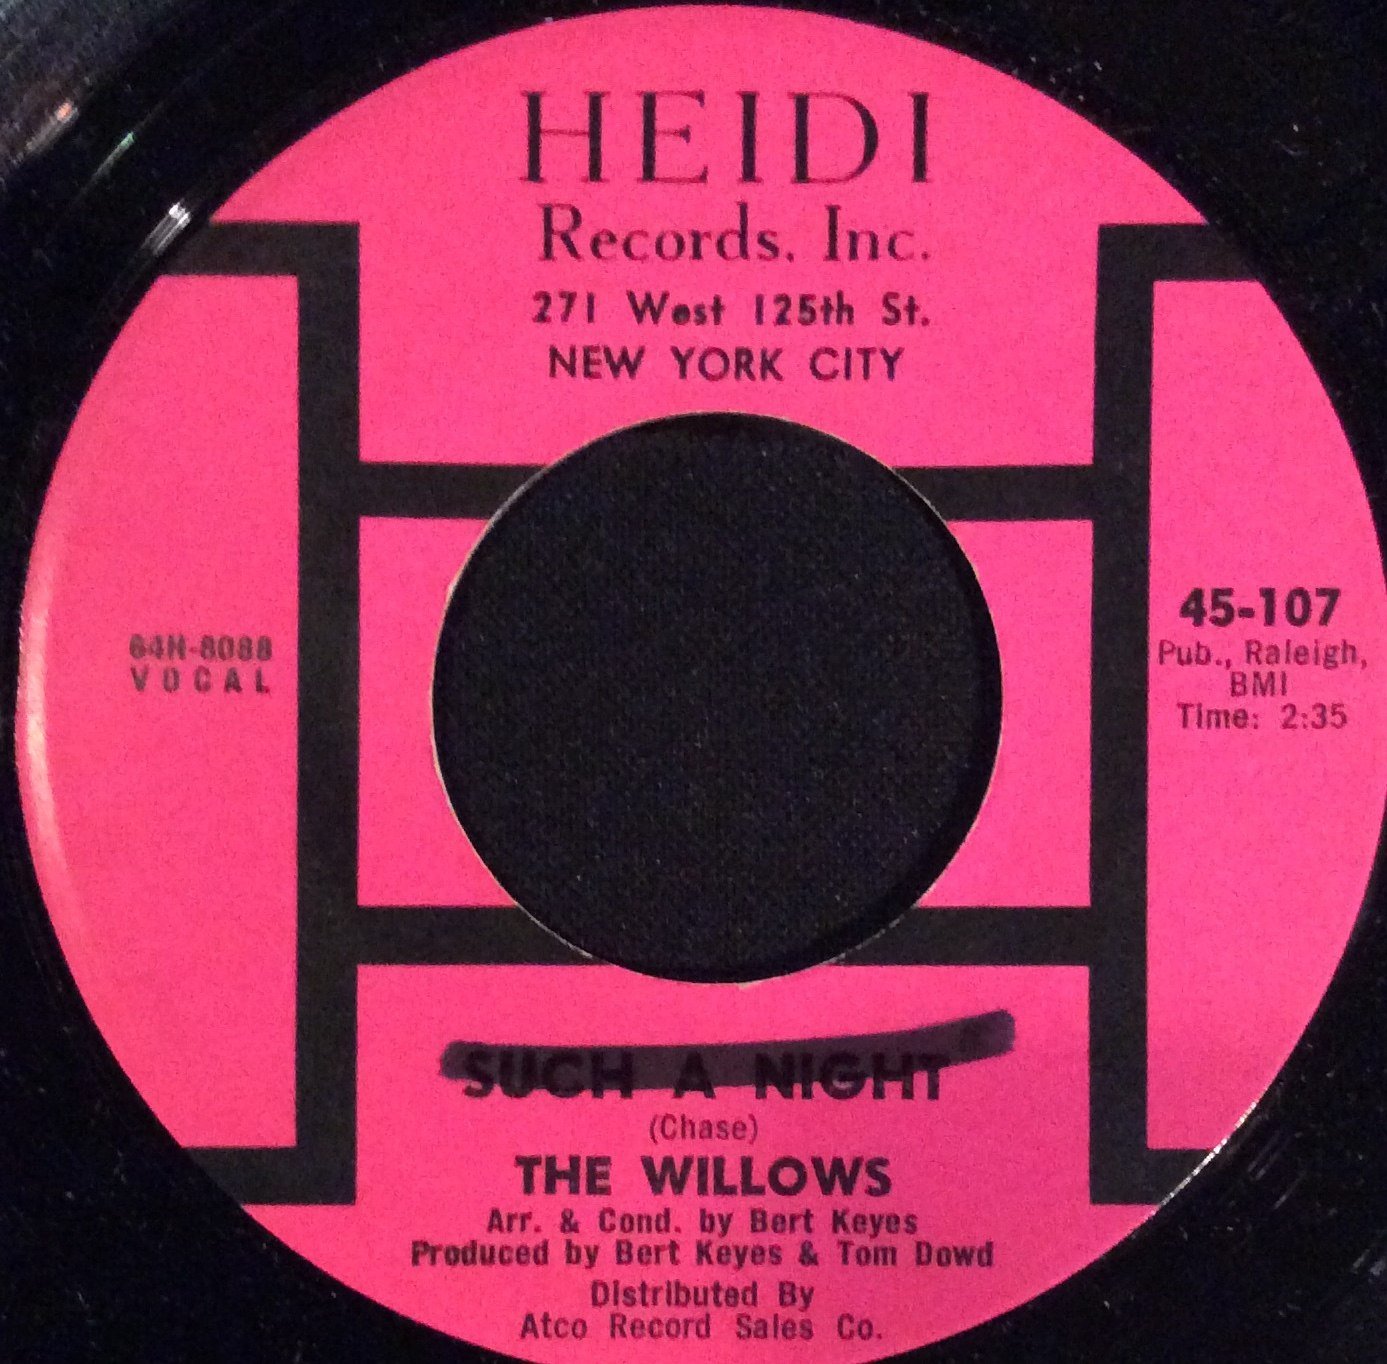 HEIDI
Records, Inc.
271 West 125th St.
NEW YORK CITY
64H-8088
VOCAL
45-107
Pub., Raleigh,
BMI
Time: 2:35
SUCH A NIGHT
(Chase)
THE WILLOWS
Arr. & Cond. by Bert Keyes
Produced by Bert Keyes & Tom Dowd
Distributed By
Atco Record Sales Co.